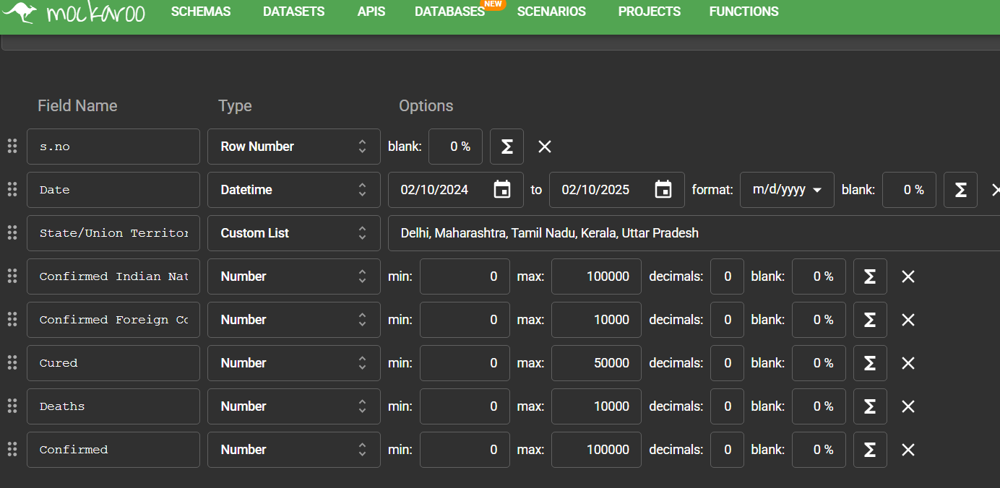 mockaroo SCHEMAS DATASETS APIS DATABASES NEW SCENARIOS PROJECTS FUNCTIONS
Field Name Type Options
s.no Row Number blank: 0 % Σ
Date Datetime 02/10/2024 to 02/10/2025 format: m/d/yyyy blank: 0 % Σ
State/Union Territor Custom List Delhi, Maharashtra, Tamil Nadu, Kerala, Uttar Pradesh
Confirmed Indian Nat Number min: 0 max: 100000 decimals: 0 blank: 0 % Σ
Confirmed Foreign Co Number min: 0 max: 10000 decimals: 0 blank: 0 % Σ
Cured Number min: 0 max: 50000 decimals: 0 blank: 0 % Σ
Deaths Number min: 0 max: 10000 decimals: 0 blank: 0 % Σ
Confirmed Number min: 0 max: 100000 decimals: 0 blank: 0 % Σ